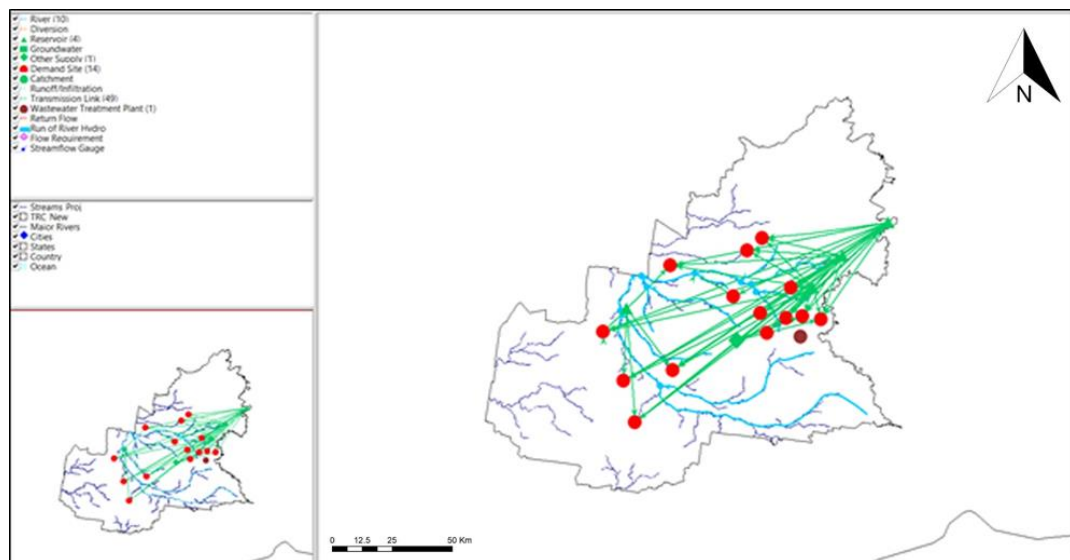 River (10)
Diversion
Reservoir (4)
Groundwater
Other Supply (1)
Demand Site (14)
Catchment
Runoff/Infiltration
Transmission Link (49)
Wastewater Treatment Plant (1)
Return Flow
Run of River Hydro
Flow Requirement
Streamflow Gauge
Streams Proj
TRC New
Major Rivers
Cities
States
Country
Ocean
N
0 12.5 25 50 Km